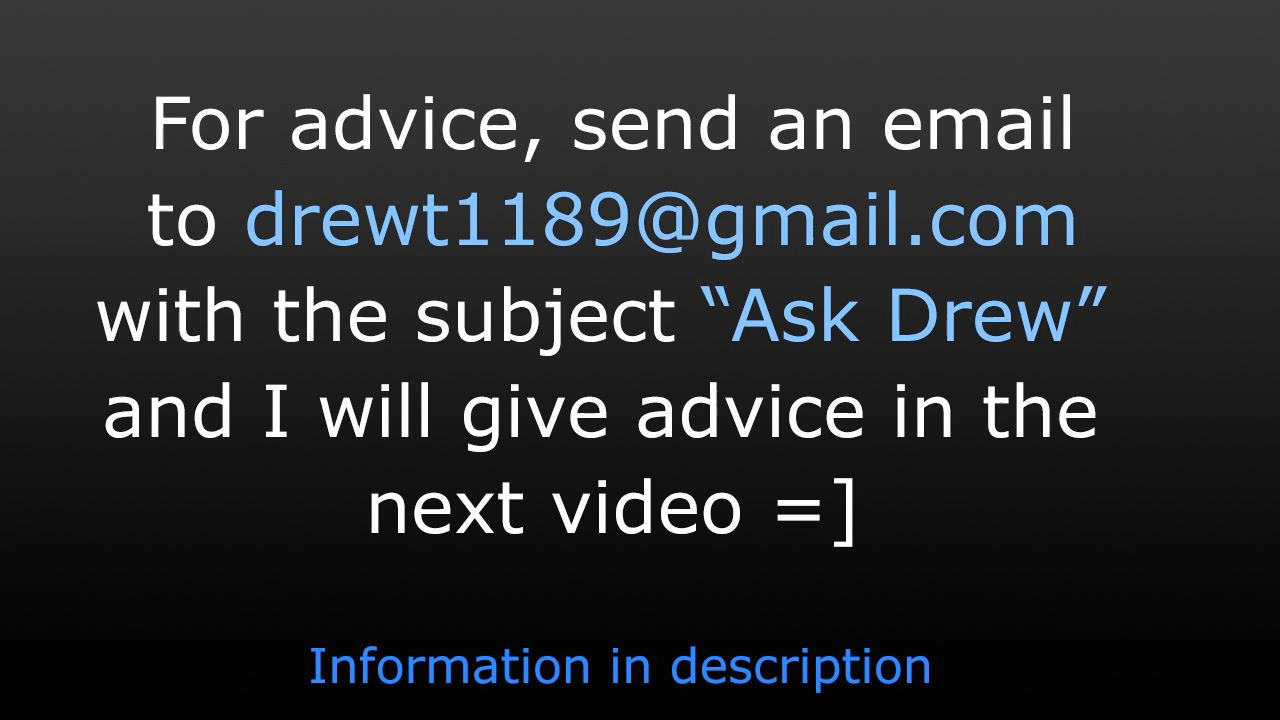 For advice, send an email
to drewt1189@gmail.com
with the subject “Ask Drew”
and I will give advice in the
next video =]
Information in description